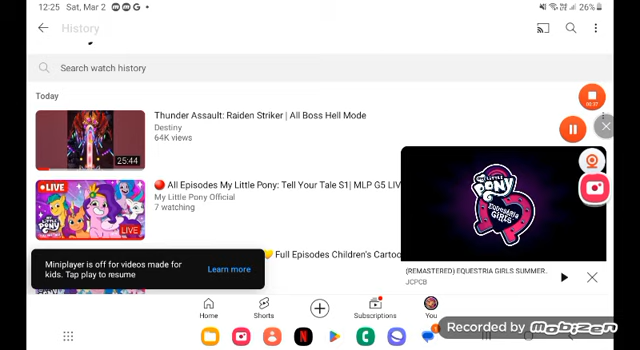 12:25 Sat, Mar 2
26%
History
Search watch history
Today
Thunder Assault: Raiden Striker | All Boss Hell Mode
Destiny
64K views
25:44
00:37
LIVE
All Episodes My Little Pony: Tell Your Tale S1| MLP G5 LIV
My Little Pony Official
7 watching
LIVE
Full Episodes Children's Cartoo
My Little
PONY
EQUESTRIA
GIRLS
(REMASTERED) EQUESTRIA GIRLS SUMMER..
JCPCB
Miniplayer is off for videos made for
kids. Tap play to resume
Learn more
Home
Shorts
Subscriptions
You
Recorded by mobizen